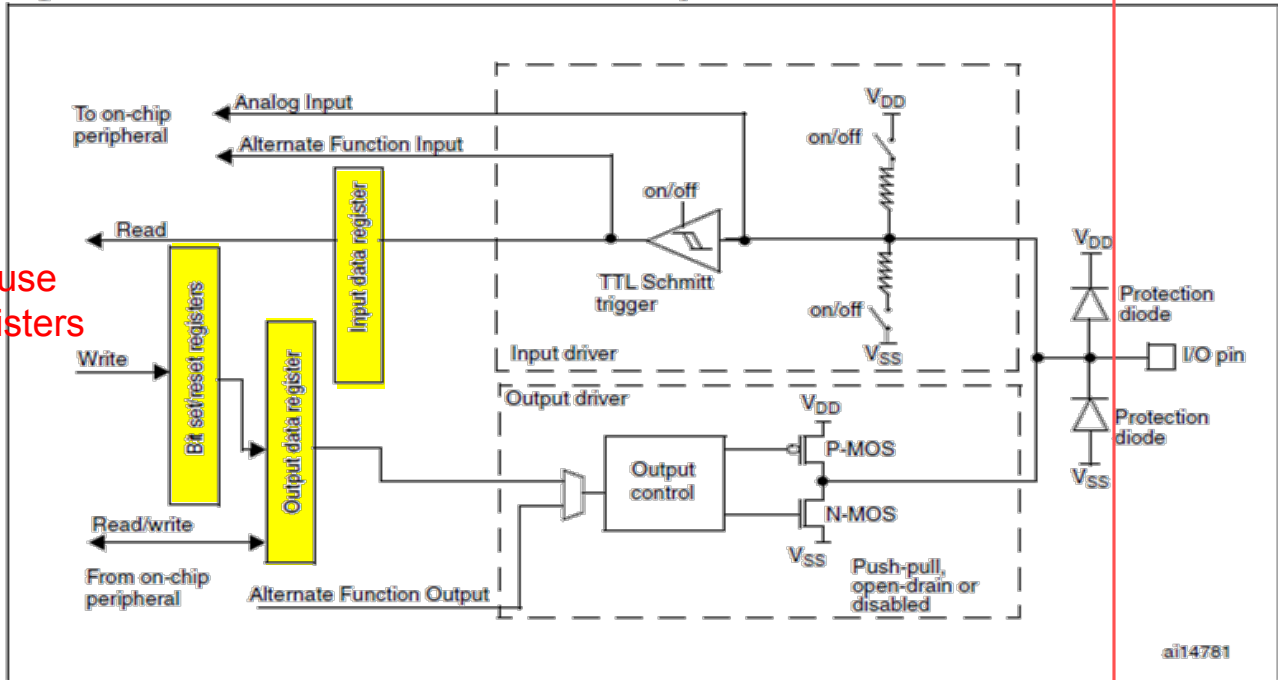 To on-chip
peripheral
Analog Input
Alternate Function Input
Read
use
isters
Write
Bit set/reset registers
Input data register
Output data register
Read/write
From on-chip
peripheral
Alternate Function Output
on/off
TTL Schmitt
trigger
Input driver
VDD
on/off
on/off
VSS
Output driver
Output
control
VDD
P-MOS
N-MOS
VSS
Push-pull,
open-drain or
disabled
VDD
Protection
diode
I/O pin
Protection
diode
VSS
ai14781